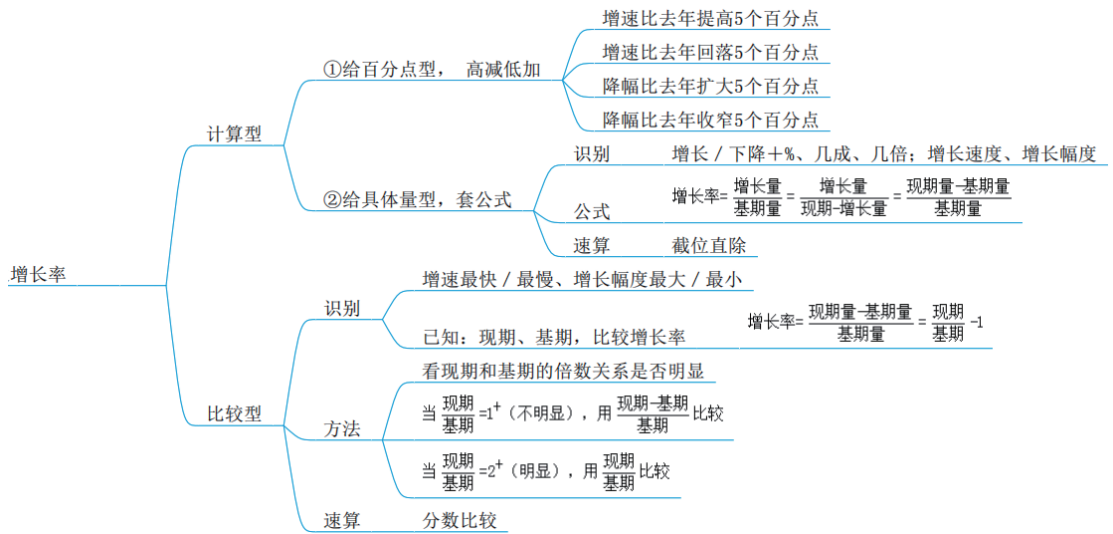 增长率
计算型
①给百分点型， 高减低加
增速比去年提高5个百分点
增速比去年回落5个百分点
降幅比去年扩大5个百分点
降幅比去年收窄5个百分点
②给具体量型，套公式
识别 增长／下降＋%、几成、几倍；增长速度、增长幅度
公式 增长率=增长量/基期量=增长量/现期-增长量=现期量-基期量/基期量
速算 截位直除
比较型
识别
增速最快／最慢、增长幅度最大／最小
已知：现期、基期，比较增长率 增长率=现期量-基期量/基期量=现期/基期-1
方法
看现期和基期的倍数关系是否明显
当现期/基期=1⁺（不明显），用现期-基期/基期比较
当现期/基期=2⁺（明显），用现期/基期比较
速算 分数比较